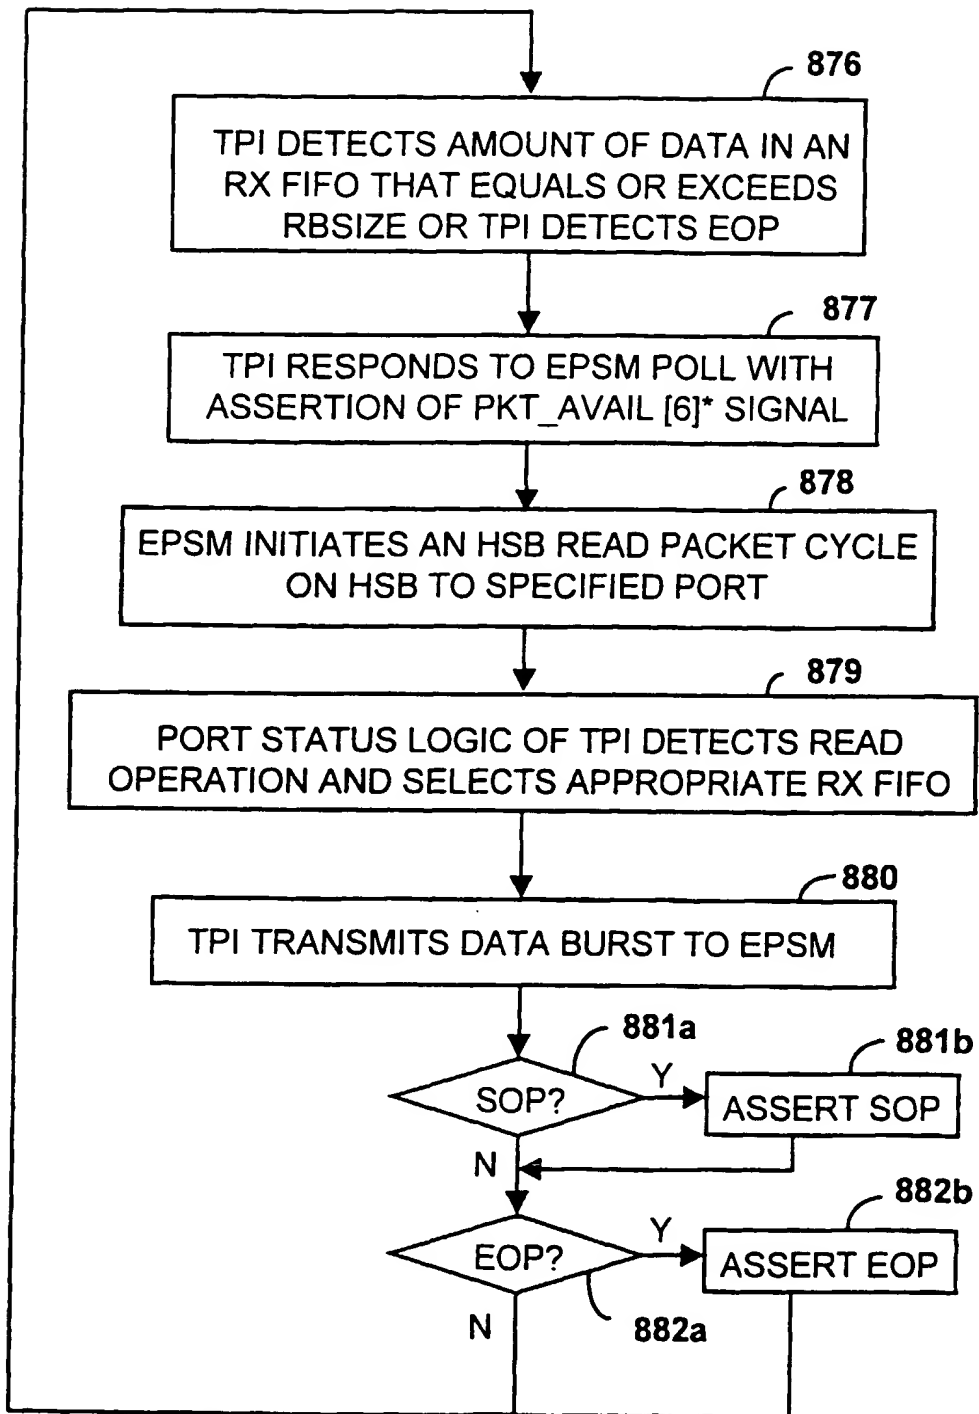 876
TPI DETECTS AMOUNT OF DATA IN AN
RX FIFO THAT EQUALS OR EXCEEDS
RBSIZE OR TPI DETECTS EOP
877
TPI RESPONDS TO EPSM POLL WITH
ASSERTION OF PKT_AVAIL [6]* SIGNAL
878
EPSM INITIATES AN HSB READ PACKET CYCLE
ON HSB TO SPECIFIED PORT
879
PORT STATUS LOGIC OF TPI DETECTS READ
OPERATION AND SELECTS APPROPRIATE RX FIFO
880
TPI TRANSMITS DATA BURST TO EPSM
881a
881b
SOP?
Y
ASSERT SOP
N
882b
EOP?
Y
ASSERT EOP
N
882a